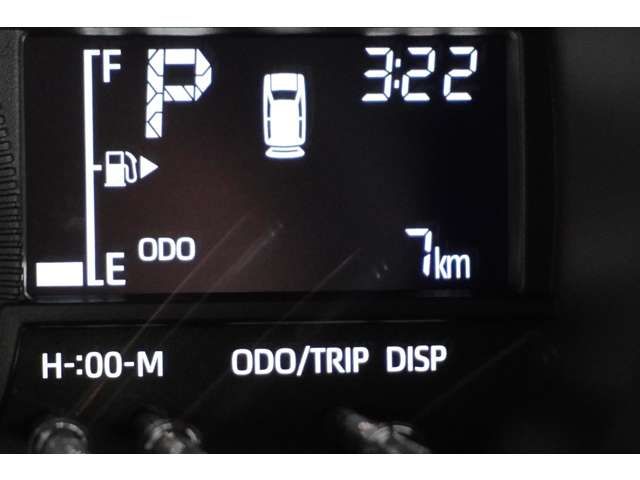 F P 3:22
E ODO 7km
H-:00-M ODO/TRIP DISP